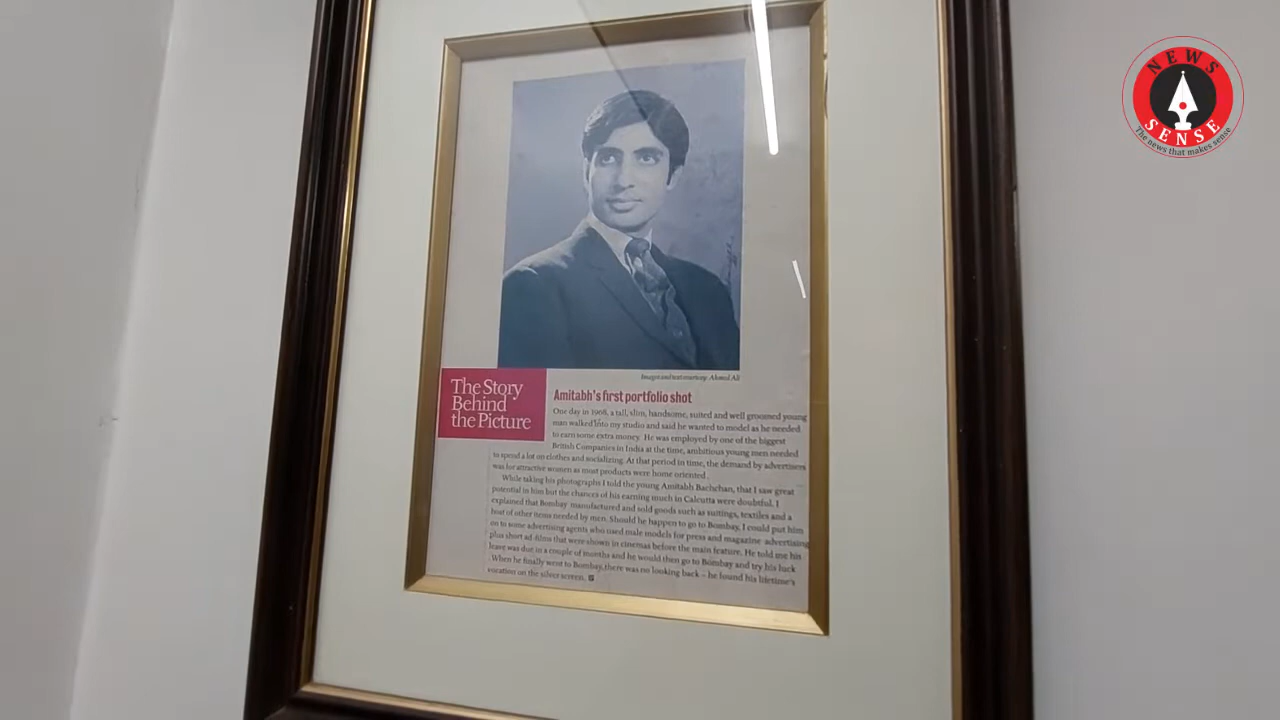 NEWS
SENSE
The news that makes sense
Images and text courtesy: Ahmed Ali
The Story
Behind
the Picture
Amitabh's first portfolio shot
One day in 1968, a tall, slim, handsome, suited and well groomed young
man walked into my studio and said he wanted to model as he needed
to earn some extra money. He was employed by one of the biggest
British Companies in India at the time, ambitious young men needed
to spend a lot on clothes and socializing. At that period in time, the demand by advertisers
was for attractive women as most products were home oriented.
While taking his photographs I told the young Amitabh Bachchan, that I saw great
potential in him but the chances of his earning much in Calcutta were doubtful. I
explained that Bombay manufactured and sold goods such as suitings, textiles and a
host of other items needed by men. Should he happen to go to Bombay, I could put him
on to some advertising agents who used male models for press and magazine advertising
plus short ad-films that were shown in cinemas before the main feature. He told me his
leave was due in a couple of months and he would then go to Bombay and try his luck
When he finally went to Bombay, there was no looking back – he found his lifetime's
vocation on the silver screen.